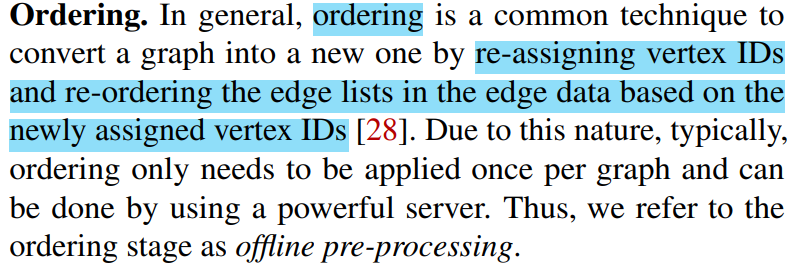 Ordering. In general, ordering is a common technique to
convert a graph into a new one by re-assigning vertex IDs
and re-ordering the edge lists in the edge data based on the
newly assigned vertex IDs [28]. Due to this nature, typically,
ordering only needs to be applied once per graph and can
be done by using a powerful server. Thus, we refer to the
ordering stage as offline pre-processing.